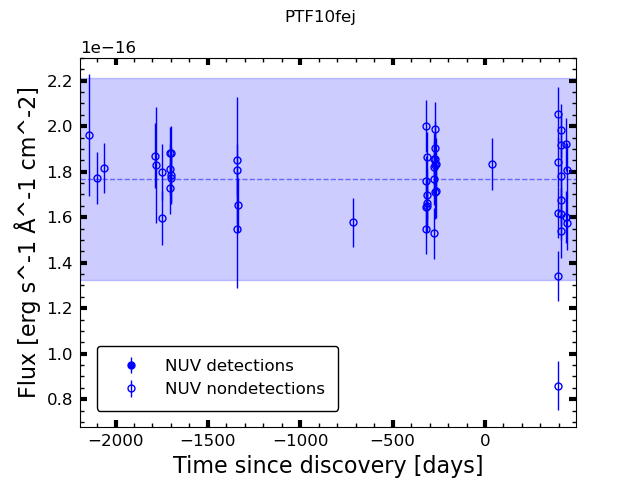 PTF10fej
1e−16
2.2
2.0
1.8
1.6
1.4
1.2
1.0
0.8
Flux [erg s^-1 Å^-1 cm^-2]
NUV detections
NUV nondetections
−2000 −1500 −1000 −500 0
Time since discovery [days]